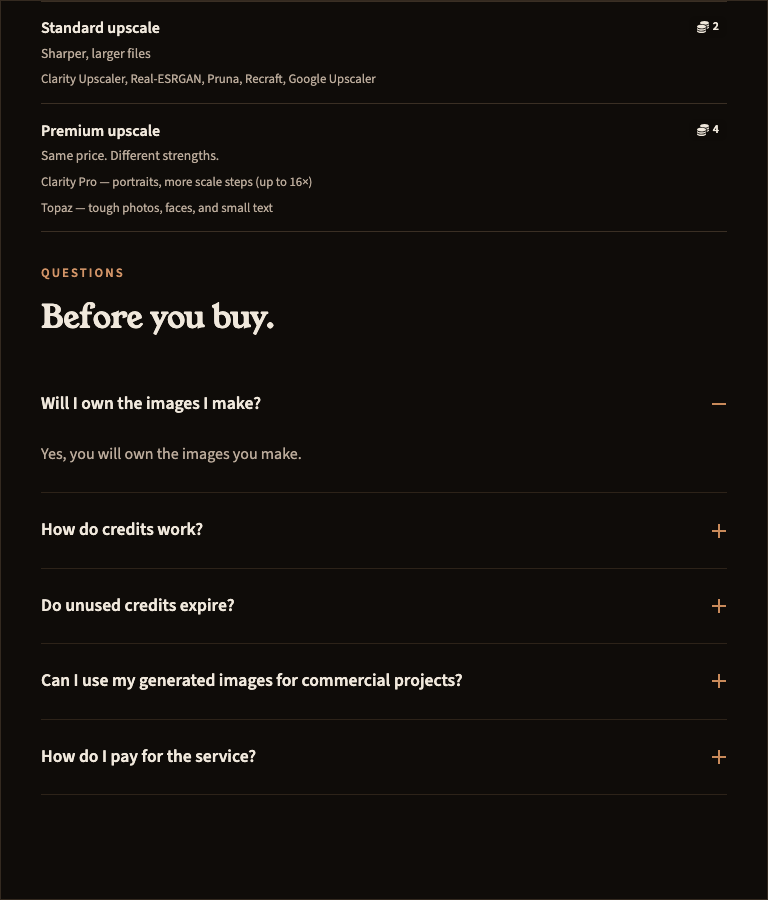 Standard upscale
2
Sharper, larger files
Clarity Upscaler, Real-ESRGAN, Pruna, Recraft, Google Upscaler
Premium upscale
4
Same price. Different strengths.
Clarity Pro — portraits, more scale steps (up to 16×)
Topaz — tough photos, faces, and small text
QUESTIONS
Before you buy.
Will I own the images I make?
Yes, you will own the images you make.
How do credits work?
Do unused credits expire?
Can I use my generated images for commercial projects?
How do I pay for the service?